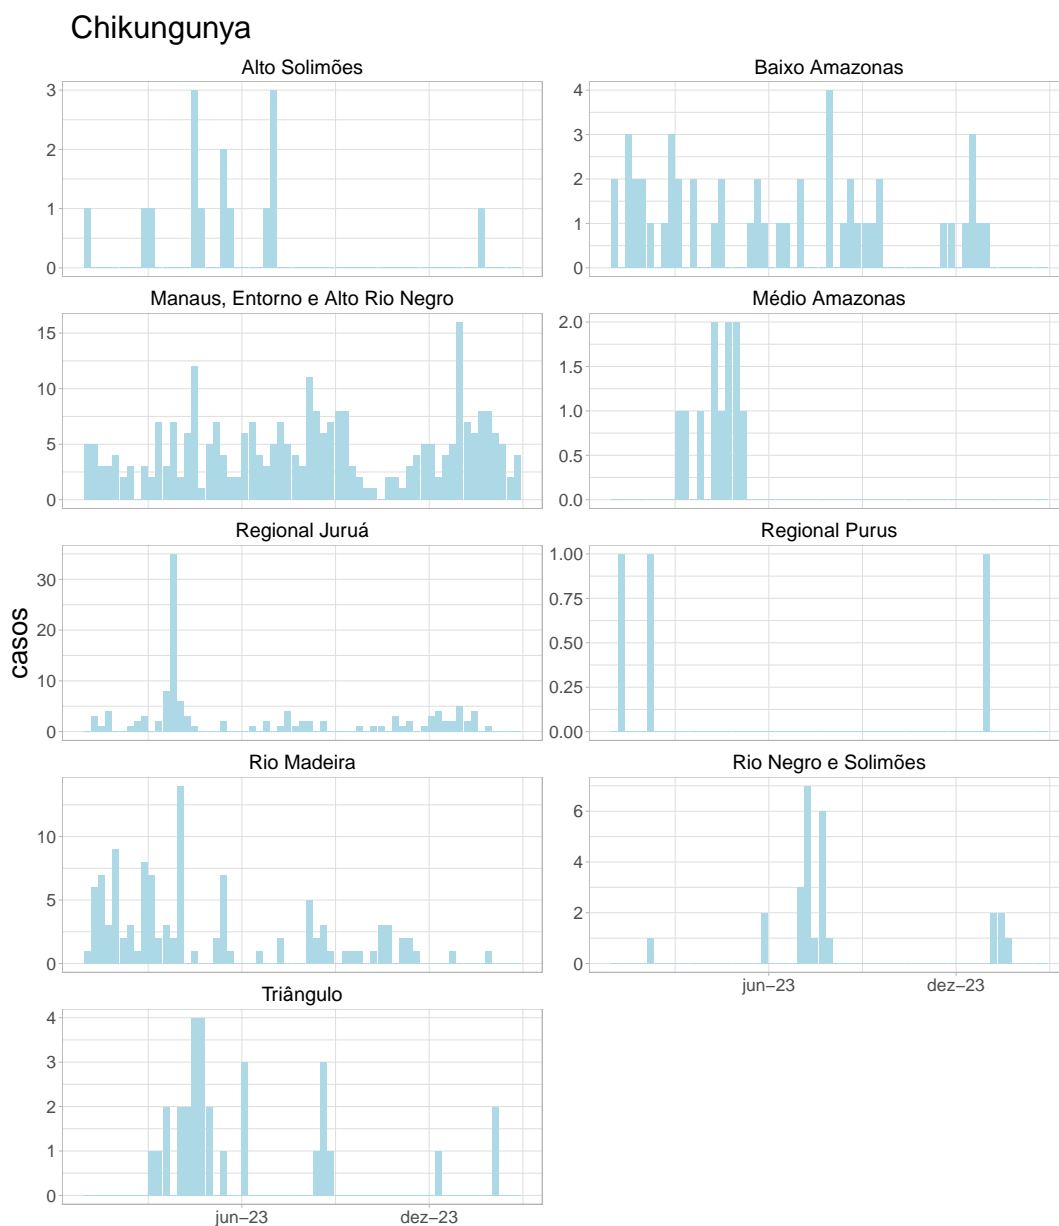 Chikungunya
Alto Solimões
Baixo Amazonas
3
2
1
0
4
3
2
1
0
Manaus, Entorno e Alto Rio Negro
Médio Amazonas
15
10
5
0
2.0
1.5
1.0
0.5
0.0
Regional Juruá
Regional Purus
30
20
10
0
1.00
0.75
0.50
0.25
0.00
casos
Rio Madeira
Rio Negro e Solimões
10
5
0
6
4
2
0
jun−23
dez−23
Triângulo
4
3
2
1
0
jun−23
dez−23